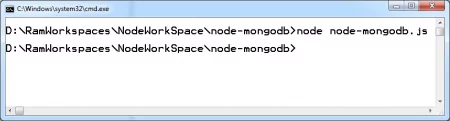 C:\Windows\system32\cmd.exe
D:\RamWorkspaces\NodeWorkSpace\node-mongodb>node node-mongodb.js
D:\RamWorkspaces\NodeWorkSpace\node-mongodb>